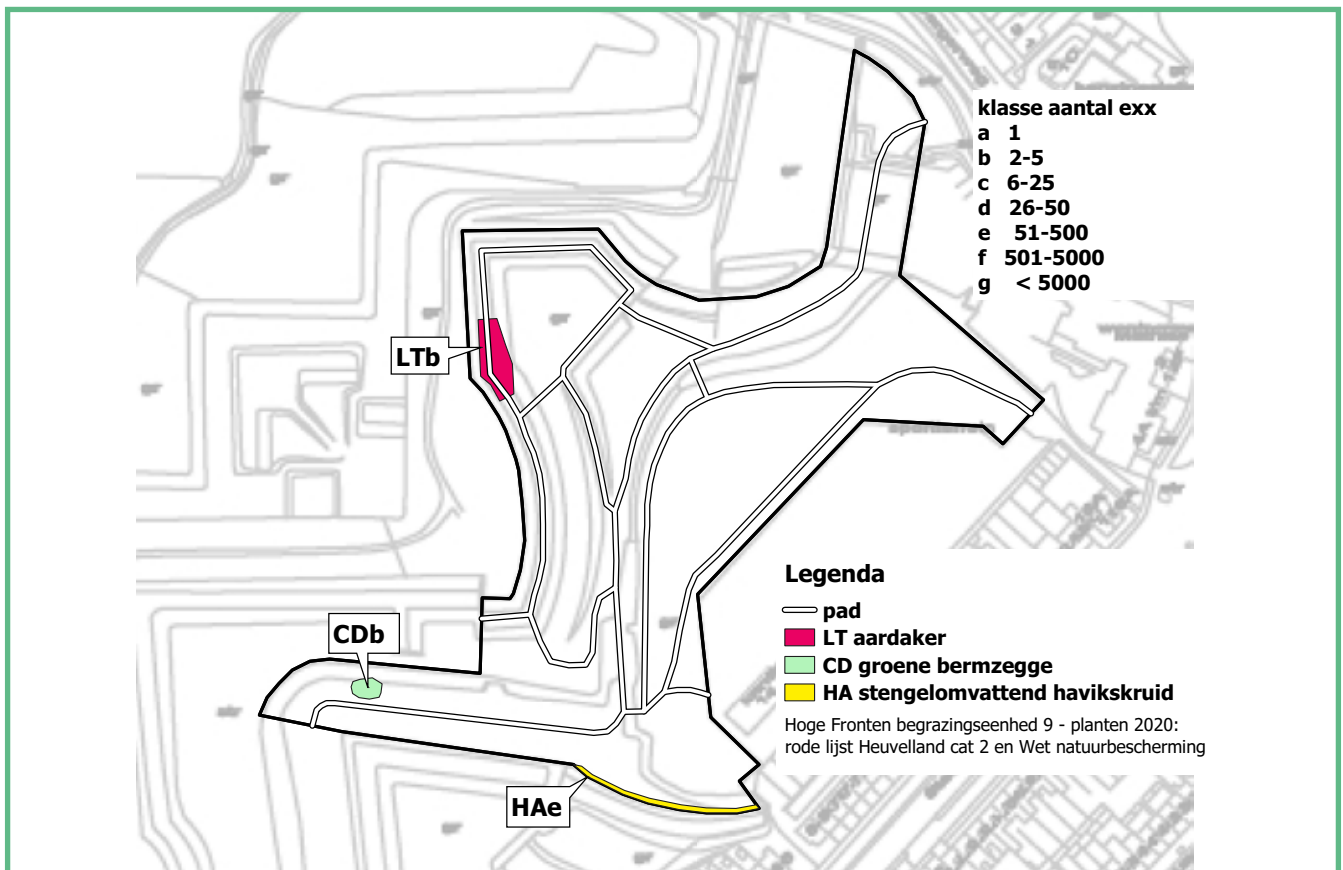 klasse aantal exx
a 1
b 2-5
c 6-25
d 26-50
e 51-500
f 501-5000
g < 5000
LTb
CDb
HAe
Legenda
pad
LT aardaker
CD groene bermzegge
HA stengelomvattend havikskruid
Hoge Fronten begrazingseenhed 9 - planten 2020:
rode lijst Heuvelland cat 2 en Wet natuurbescherming